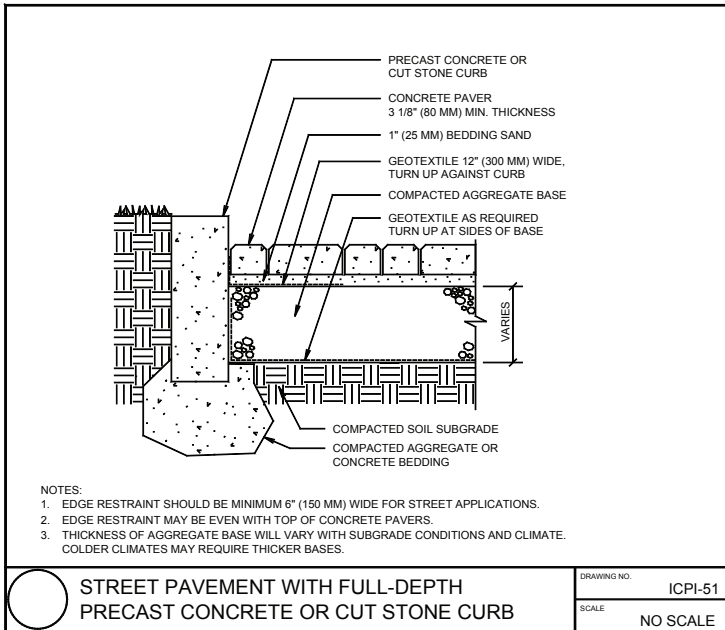 PRECAST CONCRETE OR
CUT STONE CURB
CONCRETE PAVER
3 1/8" (80 MM) MIN. THICKNESS
1" (25 MM) BEDDING SAND
GEOTEXTILE 12" (300 MM) WIDE,
TURN UP AGAINST CURB
COMPACTED AGGREGATE BASE
GEOTEXTILE AS REQUIRED
TURN UP AT SIDES OF BASE
VARIES
COMPACTED SOIL SUBGRADE
COMPACTED AGGREGATE OR
CONCRETE BEDDING
NOTES:
1. EDGE RESTRAINT SHOULD BE MINIMUM 6" (150 MM) WIDE FOR STREET APPLICATIONS.
2. EDGE RESTRAINT MAY BE EVEN WITH TOP OF CONCRETE PAVERS.
3. THICKNESS OF AGGREGATE BASE WILL VARY WITH SUBGRADE CONDITIONS AND CLIMATE.
COLDER CLIMATES MAY REQUIRE THICKER BASES.
STREET PAVEMENT WITH FULL-DEPTH
PRECAST CONCRETE OR CUT STONE CURB
DRAWING NO.
ICPI-51
SCALE
NO SCALE